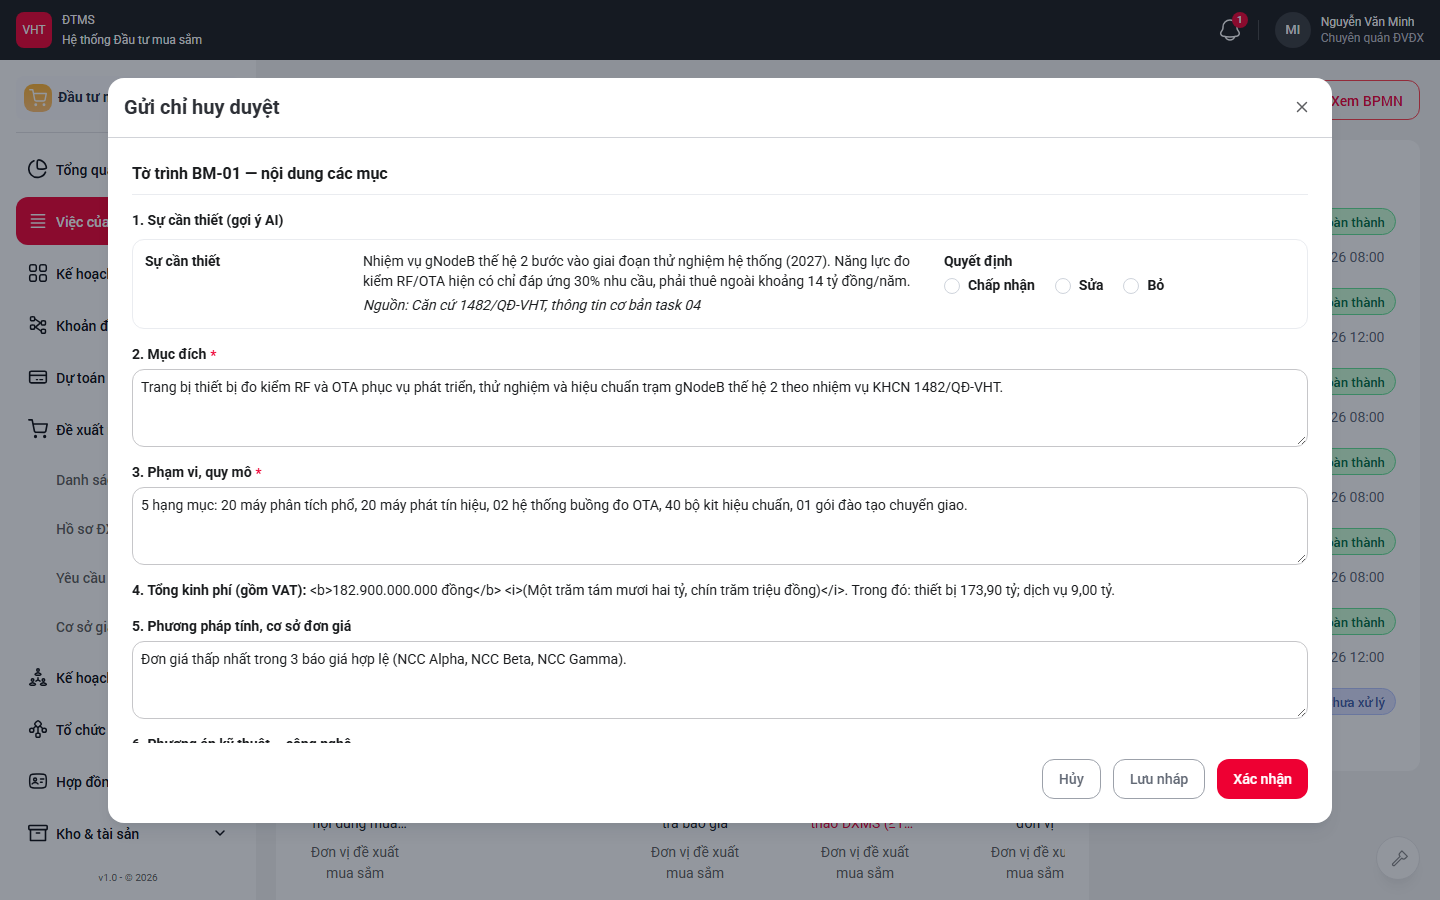 VHT
ĐTMS
Hệ thống Đầu tư mua sắm
1
MI
Nguyễn Văn Minh
Chuyên quản ĐVĐX
Đầu tư
Xem BPMN
Gửi chỉ huy duyệt
Tờ trình BM-01 — nội dung các mục
1. Sự cần thiết (gợi ý AI)
Sự cần thiết
Nhiệm vụ gNodeB thế hệ 2 bước vào giai đoạn thử nghiệm hệ thống (2027). Năng lực đo
kiểm RF/OTA hiện có chỉ đáp ứng 30% nhu cầu, phải thuê ngoài khoảng 14 tỷ đồng/năm.
Nguồn: Căn cứ 1482/QĐ-VHT, thông tin cơ bản task 04
Quyết định
Chấp nhận
Sửa
Bỏ
2. Mục đích *
Trang bị thiết bị đo kiểm RF và OTA phục vụ phát triển, thử nghiệm và hiệu chuẩn trạm gNodeB thế hệ 2 theo nhiệm vụ KHCN 1482/QĐ-VHT.
3. Phạm vi, quy mô *
5 hạng mục: 20 máy phân tích phổ, 20 máy phát tín hiệu, 02 hệ thống buồng đo OTA, 40 bộ kit hiệu chuẩn, 01 gói đào tạo chuyển giao.
4. Tổng kinh phí (gồm VAT): <b>182.900.000.000 đồng</b> <i>(Một trăm tám mươi hai tỷ, chín trăm triệu đồng)</i>. Trong đó: thiết bị 173,90 tỷ; dịch vụ 9,00 tỷ.
5. Phương pháp tính, cơ sở đơn giá
Đơn giá thấp nhất trong 3 báo giá hợp lệ (NCC Alpha, NCC Beta, NCC Gamma).
Hủy
Lưu nháp
Xác nhận
Tổng
Việc của
Kế hoạch
Khoản
Dự toán
Đề xuất
Danh
Hồ sơ
Yêu cầu
Cơ sở
Kế hoạch
Tổ chức
Hợp
Kho & tài sản
v1.0 - © 2026
thành
26 08:00
thành
26 12:00
thành
26 08:00
thành
26 08:00
thành
26 08:00
thành
26 12:00
xử lý
nội dung mua...
tra báo giá
thảo ĐXMS
đơn vị
Đơn vị đề xuất
mua sắm
Đơn vị đề xuất
mua sắm
Đơn vị đề xuất
mua sắm
Đơn vị đề
mua sắm